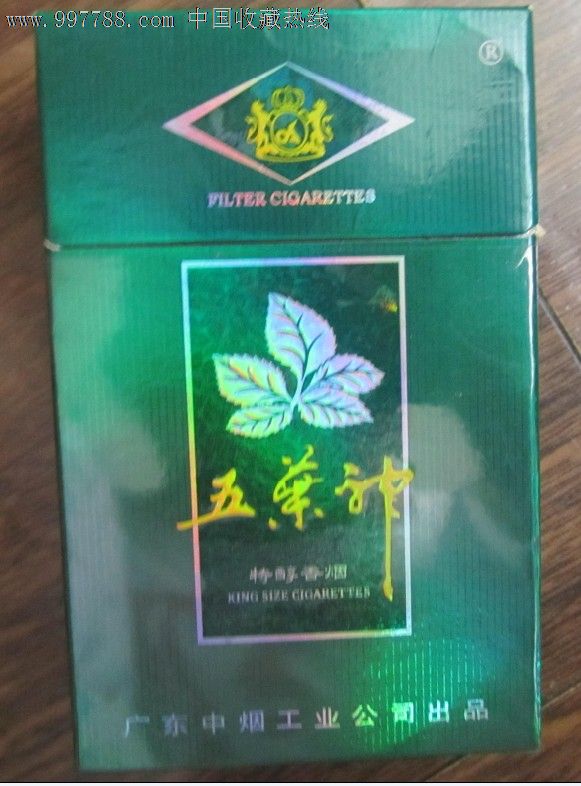 www.997788.com 中国收藏热线
®
FILTER CIGARETTES
五葉神
特醇香烟
KING SIZE CIGARETTES
广东中烟工业公司出品